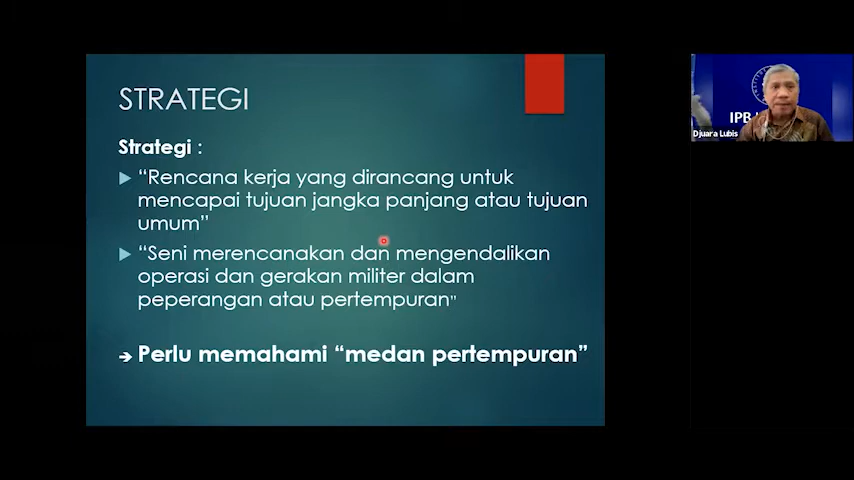 STRATEGI
Strategi :
“Rencana kerja yang dirancang untuk
mencapai tujuan jangka panjang atau tujuan
umum”
“Seni merencanakan dan mengendalikan
operasi dan gerakan militer dalam
peperangan atau pertempuran"
➔ Perlu memahami “medan pertempuran”
IPB
Djuara Lubis